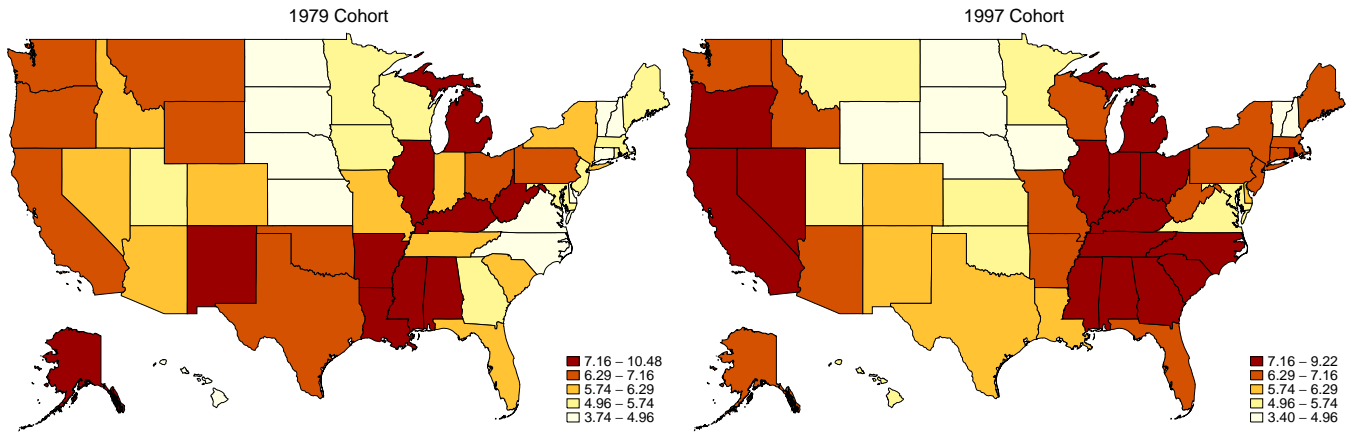 1979 Cohort
7.16 – 10.48
6.29 – 7.16
5.74 – 6.29
4.96 – 5.74
3.74 – 4.96
1997 Cohort
7.16 – 9.22
6.29 – 7.16
5.74 – 6.29
4.96 – 5.74
3.40 – 4.96